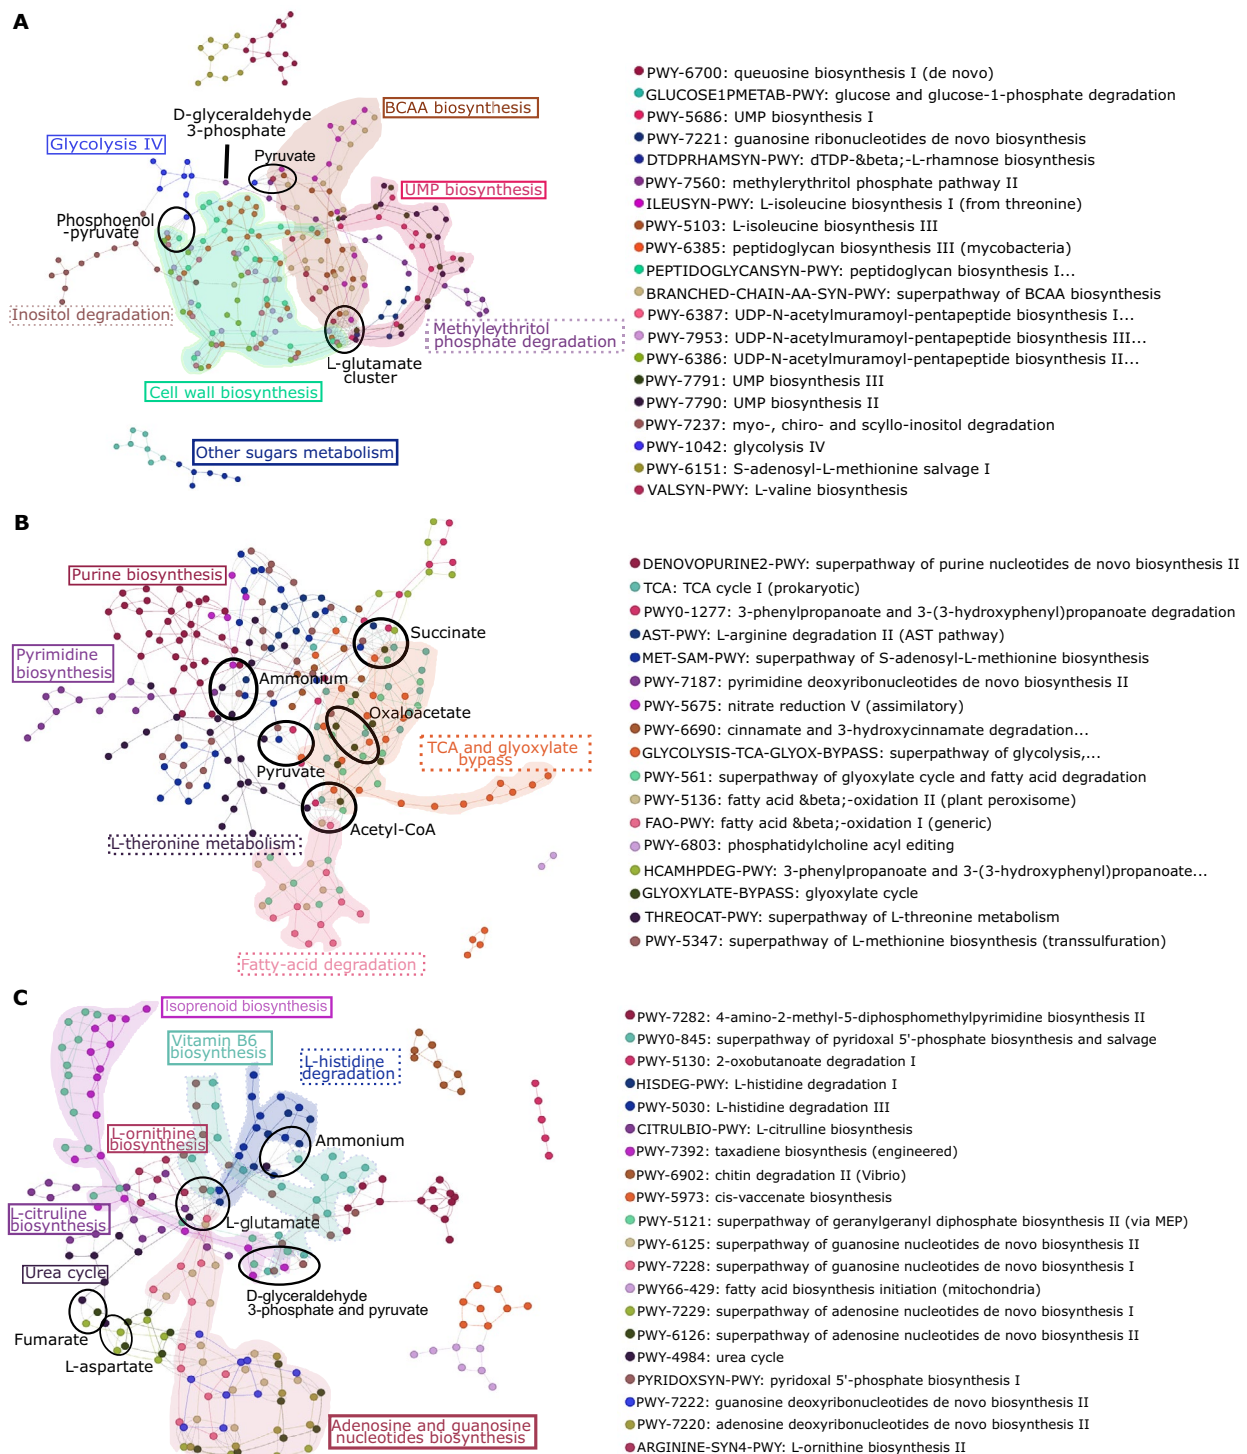 A
D-glyceraldehyde
3-phosphate
BCAA biosynthesis
Glycolysis IV
Pyruvate
UMP biosynthesis
Phosphoenol
-pyruvate
Inositol degradation
Methyleythritol
phosphate degradation
L-glutamate
cluster
Cell wall biosynthesis
Other sugars metabolism
PWY-6700: queuosine biosynthesis I (de novo)
GLUCOSE1PMETAB-PWY: glucose and glucose-1-phosphate degradation
PWY-5686: UMP biosynthesis I
PWY-7221: guanosine ribonucleotides de novo biosynthesis
DTDPRHAMSYN-PWY: dTDP-&beta;-L-rhamnose biosynthesis
PWY-7560: methylerythritol phosphate pathway II
ILEUSYN-PWY: L-isoleucine biosynthesis I (from threonine)
PWY-5103: L-isoleucine biosynthesis III
PWY-6385: peptidoglycan biosynthesis III (mycobacteria)
PEPTIDOGLYCANSYN-PWY: peptidoglycan biosynthesis I...
BRANCHED-CHAIN-AA-SYN-PWY: superpathway of BCAA biosynthesis
PWY-6387: UDP-N-acetylmuramoyl-pentapeptide biosynthesis I...
PWY-7953: UDP-N-acetylmuramoyl-pentapeptide biosynthesis III...
PWY-6386: UDP-N-acetylmuramoyl-pentapeptide biosynthesis II...
PWY-7791: UMP biosynthesis III
PWY-7790: UMP biosynthesis II
PWY-7237: myo-, chiro- and scyllo-inositol degradation
PWY-1042: glycolysis IV
PWY-6151: S-adenosyl-L-methionine salvage I
VALSYN-PWY: L-valine biosynthesis
B
Purine biosynthesis
Succinate
Pyrimidine
biosynthesis
Ammonium
Oxaloacetate
TCA and glyoxylate
bypass
Pyruvate
Acetyl-CoA
L-theronine metabolism
Fatty-acid degradation
DENOVOPURINE2-PWY: superpathway of purine nucleotides de novo biosynthesis II
TCA: TCA cycle I (prokaryotic)
PWY0-1277: 3-phenylpropanoate and 3-(3-hydroxyphenyl)propanoate degradation
AST-PWY: L-arginine degradation II (AST pathway)
MET-SAM-PWY: superpathway of S-adenosyl-L-methionine biosynthesis
PWY-7187: pyrimidine deoxyribonucleotides de novo biosynthesis II
PWY-5675: nitrate reduction V (assimilatory)
PWY-6690: cinnamate and 3-hydroxycinnamate degradation...
GLYCOLYSIS-TCA-GLYOX-BYPASS: superpathway of glycolysis,...
PWY-561: superpathway of glyoxylate cycle and fatty acid degradation
PWY-5136: fatty acid &beta;-oxidation II (plant peroxisome)
FAO-PWY: fatty acid &beta;-oxidation I (generic)
PWY-6803: phosphatidylcholine acyl editing
HCAMHPDEG-PWY: 3-phenylpropanoate and 3-(3-hydroxyphenyl)propanoate...
GLYOXYLATE-BYPASS: glyoxylate cycle
THREOCAT-PWY: superpathway of L-threonine metabolism
PWY-5347: superpathway of L-methionine biosynthesis (transsulfuration)
C
Isoprenoid biosynthesis
Vitamin B6
biosynthesis
L-histidine
degradation
L-ornithine
biosynthesis
Ammonium
L-citruline
biosynthesis
L-glutamate
Urea cycle
D-glyceraldehyde
3-phosphate and pyruvate
Fumarate
L-aspartate
Adenosine and guanosine
nucleotides biosynthesis
PWY-7282: 4-amino-2-methyl-5-diphosphomethylpyrimidine biosynthesis II
PWY0-845: superpathway of pyridoxal 5'-phosphate biosynthesis and salvage
PWY-5130: 2-oxobutanoate degradation I
HISDEG-PWY: L-histidine degradation I
PWY-5030: L-histidine degradation III
CITRULBIO-PWY: L-citrulline biosynthesis
PWY-7392: taxadiene biosynthesis (engineered)
PWY-6902: chitin degradation II (Vibrio)
PWY-5973: cis-vaccenate biosynthesis
PWY-5121: superpathway of geranylgeranyl diphosphate biosynthesis II (via MEP)
PWY-6125: superpathway of guanosine nucleotides de novo biosynthesis II
PWY-7228: superpathway of guanosine nucleotides de novo biosynthesis I
PWY66-429: fatty acid biosynthesis initiation (mitochondria)
PWY-7229: superpathway of adenosine nucleotides de novo biosynthesis I
PWY-6126: superpathway of adenosine nucleotides de novo biosynthesis II
PWY-4984: urea cycle
PYRIDOXSYN-PWY: pyridoxal 5'-phosphate biosynthesis I
PWY-7222: guanosine deoxyribonucleotides de novo biosynthesis II
PWY-7220: adenosine deoxyribonucleotides de novo biosynthesis II
ARGININE-SYN4-PWY: L-ornithine biosynthesis II